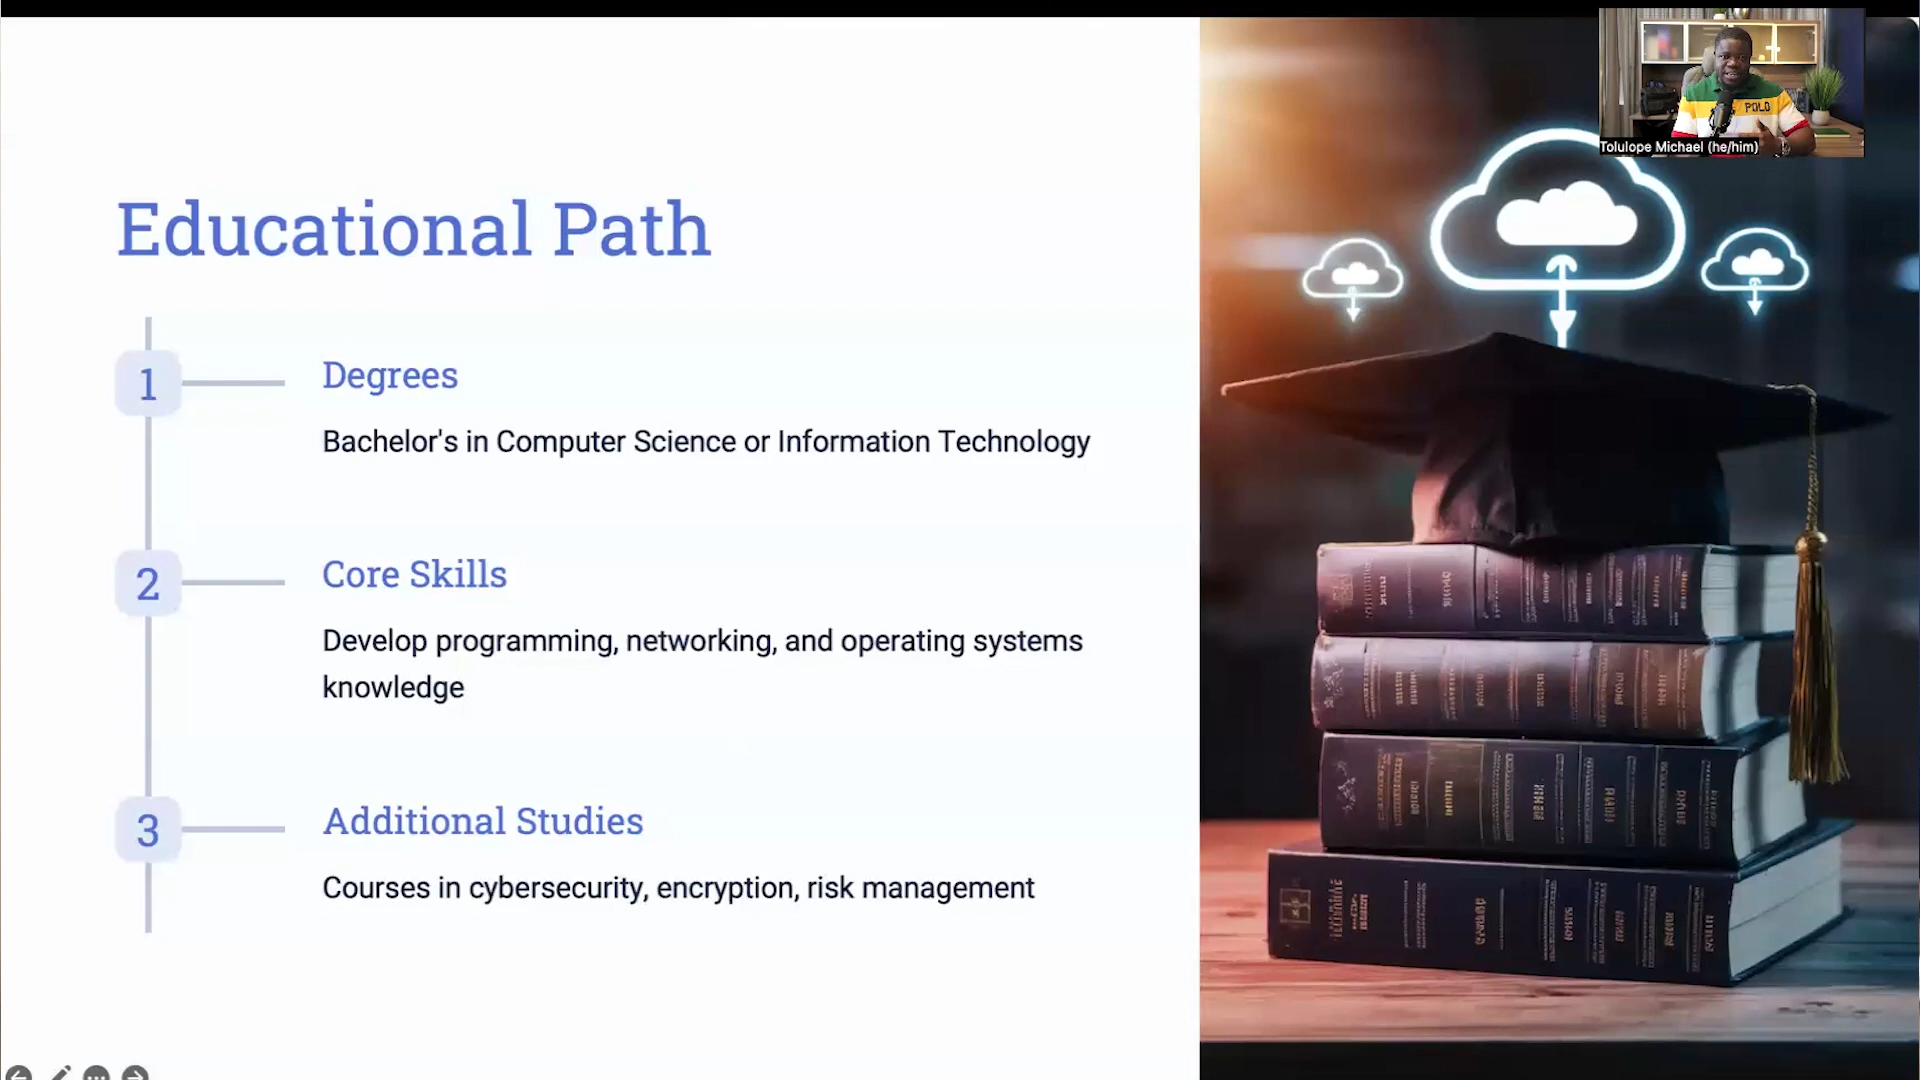 POLO
Tolulope Michael (he/him)
Educational Path
1
Degrees
Bachelor's in Computer Science or Information Technology
2
Core Skills
Develop programming, networking, and operating systems
knowledge
3
Additional Studies
Courses in cybersecurity, encryption, risk management